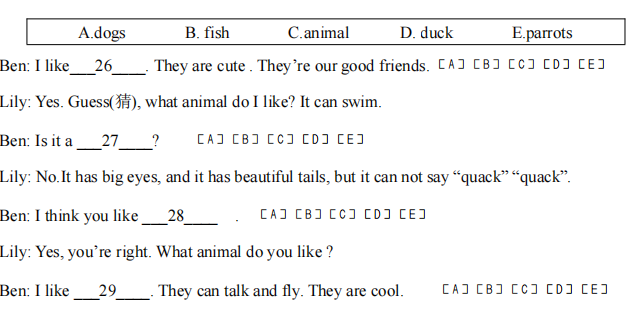 A.dogs B. fish C.animal D. duck E.parrots
Ben: I like___26____. They are cute . They’re our good friends. [A] [B] [C] [D] [E]
Lily: Yes. Guess(猜), what animal do I like? It can swim.
Ben: Is it a ___27____? [A] [B] [C] [D] [E]
Lily: No.It has big eyes, and it has beautiful tails, but it can not say “quack” “quack”.
Ben: I think you like ___28____ . [A] [B] [C] [D] [E]
Lily: Yes, you’re right. What animal do you like ?
Ben: I like ___29____. They can talk and fly. They are cool. [A] [B] [C] [D] [E]